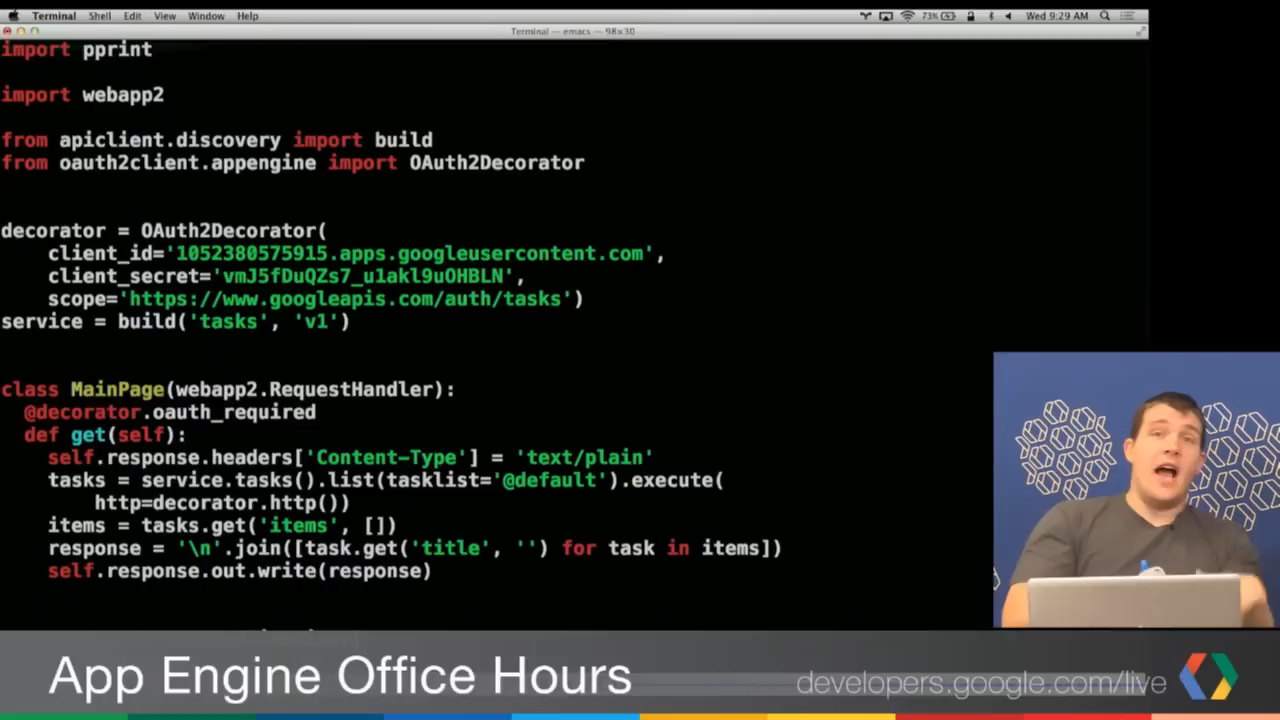 Terminal Shell Edit View Window Help 73% Wed 9:29 AM
Terminal — emacs — 98×30
import pprint
import webapp2
from apiclient.discovery import build
from oauth2client.appengine import OAuth2Decorator
decorator = OAuth2Decorator(
client_id='1052380575915.apps.googleusercontent.com',
client_secret='vmJ5fDuQZs7_u1akl9uOHBLN',
scope='https://www.googleapis.com/auth/tasks')
service = build('tasks', 'v1')
class MainPage(webapp2.RequestHandler):
@decorator.oauth_required
def get(self):
self.response.headers['Content-Type'] = 'text/plain'
tasks = service.tasks().list(tasklist='@default').execute(
http=decorator.http())
items = tasks.get('items', [])
response = '\n'.join([task.get('title', '') for task in items])
self.response.out.write(response)
App Engine Office Hours
developers.google.com/live